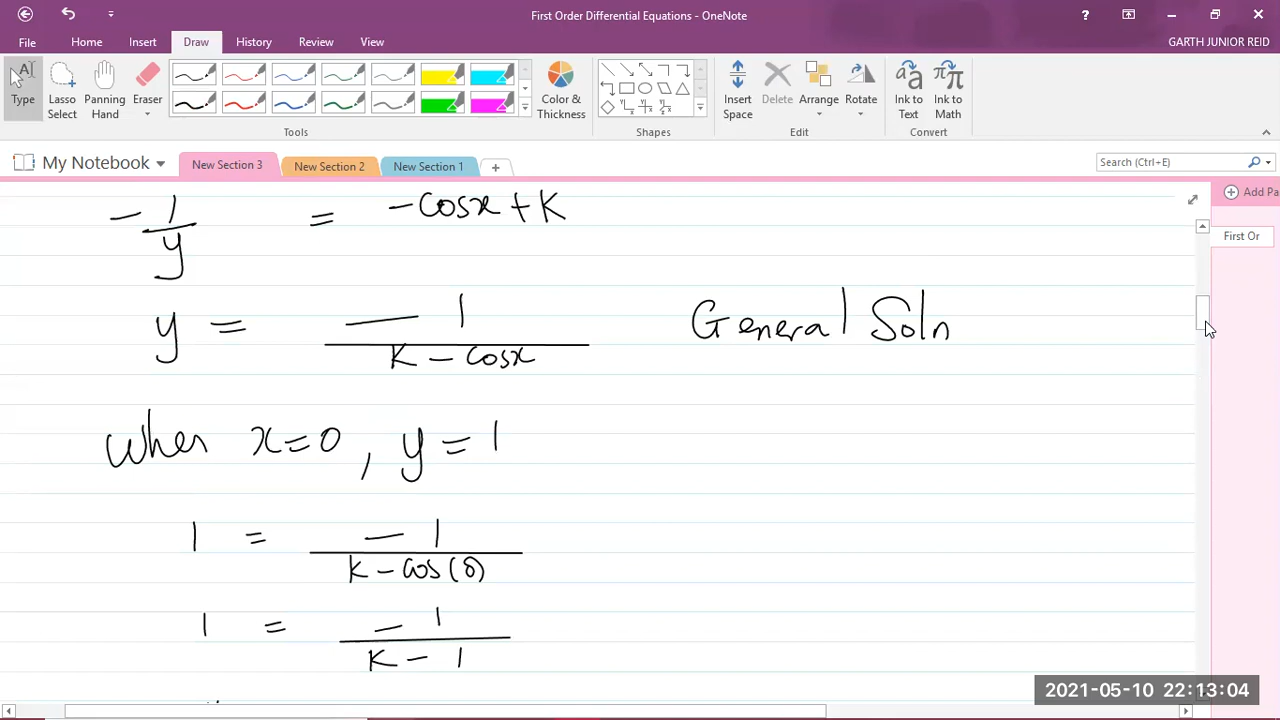 First Order Differential Equations - OneNote
File Home Insert Draw History Review View GARTH JUNIOR REID
Type Lasso Select Panning Hand Eraser Color & Thickness Insert Space Delete Arrange Rotate Ink to Text Ink to Math
Tools Shapes Edit Convert
My Notebook New Section 3 New Section 2 New Section 1 + Search (Ctrl+E)
Add Pa
First Or
-1/y = -cosx + K
y = -1/(K - cosx) General Soln
when x=0, y=1
1 = -1/(K - cos(0))
1 = -1/(K - 1)
2021-05-10 22:13:04